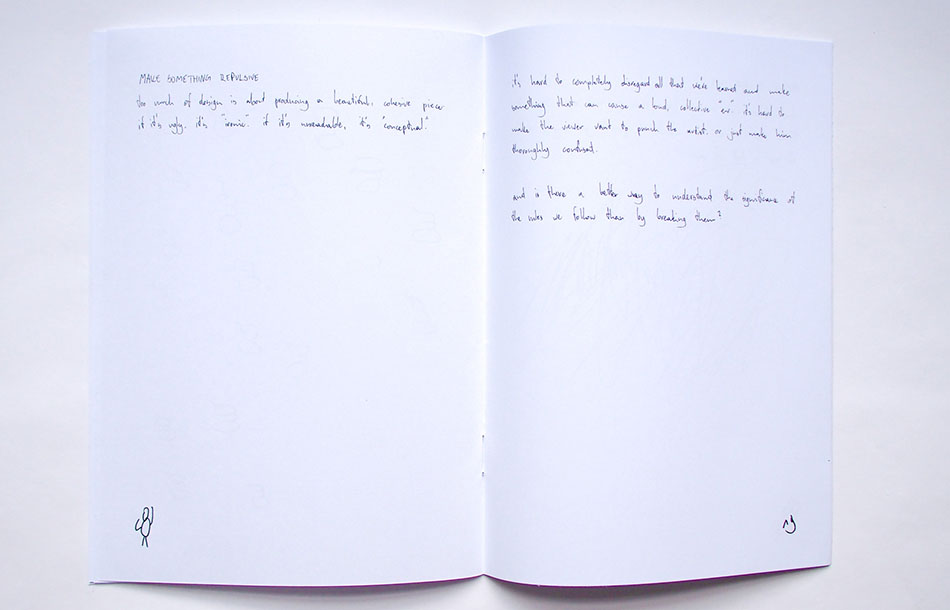 MAKE SOMETHING REPULSIVE
too much of design is about producing a beautiful, cohesive piece.
if it's ugly, it's "ironic." if it's unreadable, it's "conceptual."
it's hard to completely disregard all that we've learned and make
something that can cause a loud, collective "ew." it's hard to
make the viewer want to punch the artist. or just make him
thoroughly confused.
and is there a better way to understand the significance of
the rules we follow than by breaking them?